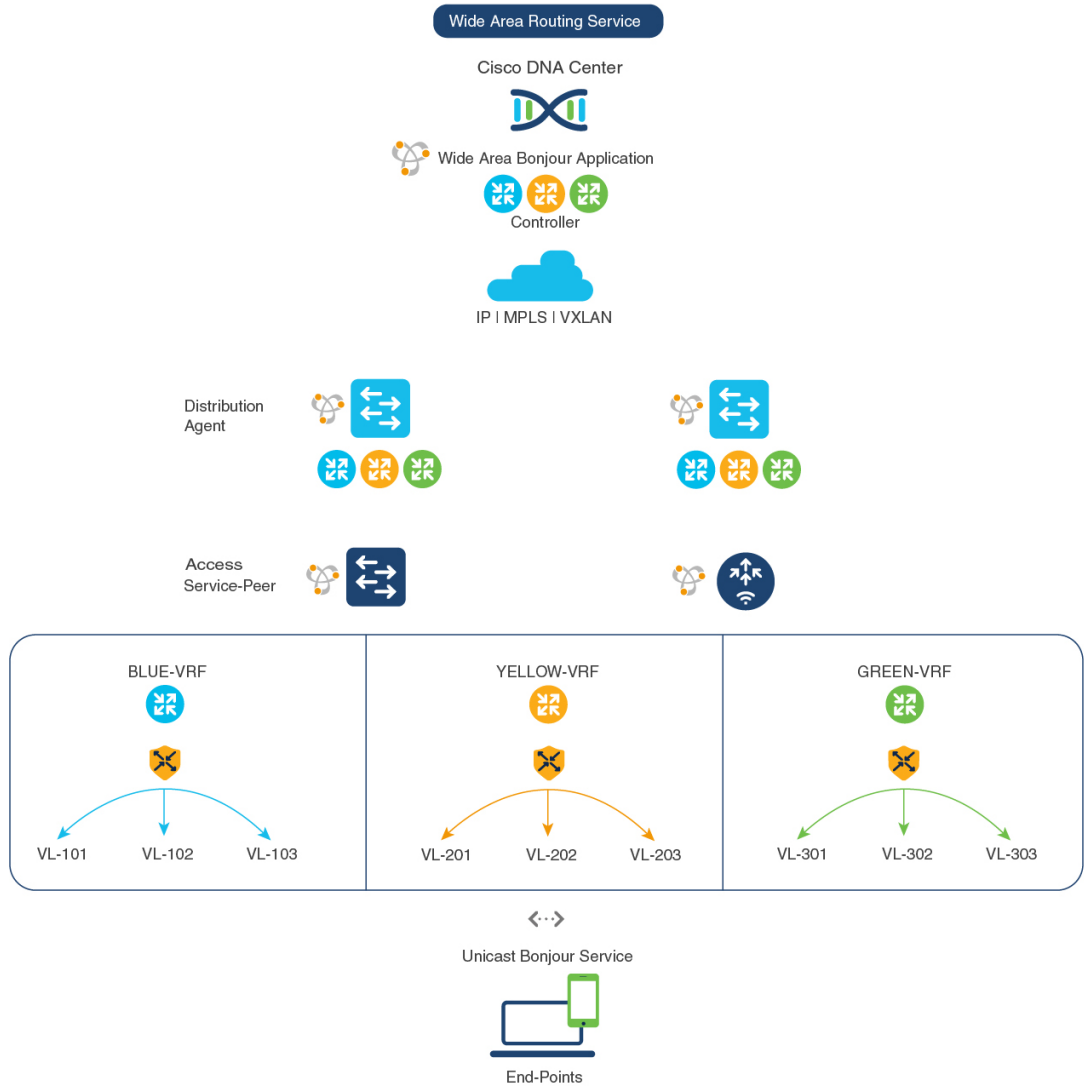 Wide Area Routing Service
Cisco DNA Center
Wide Area Bonjour Application
Controller
IP | MPLS | VXLAN
Distribution
Agent
Access
Service-Peer
BLUE-VRF
YELLOW-VRF
GREEN-VRF
VL-101
VL-102
VL-103
VL-201
VL-202
VL-203
VL-301
VL-302
VL-303
Unicast Bonjour Service
End-Points